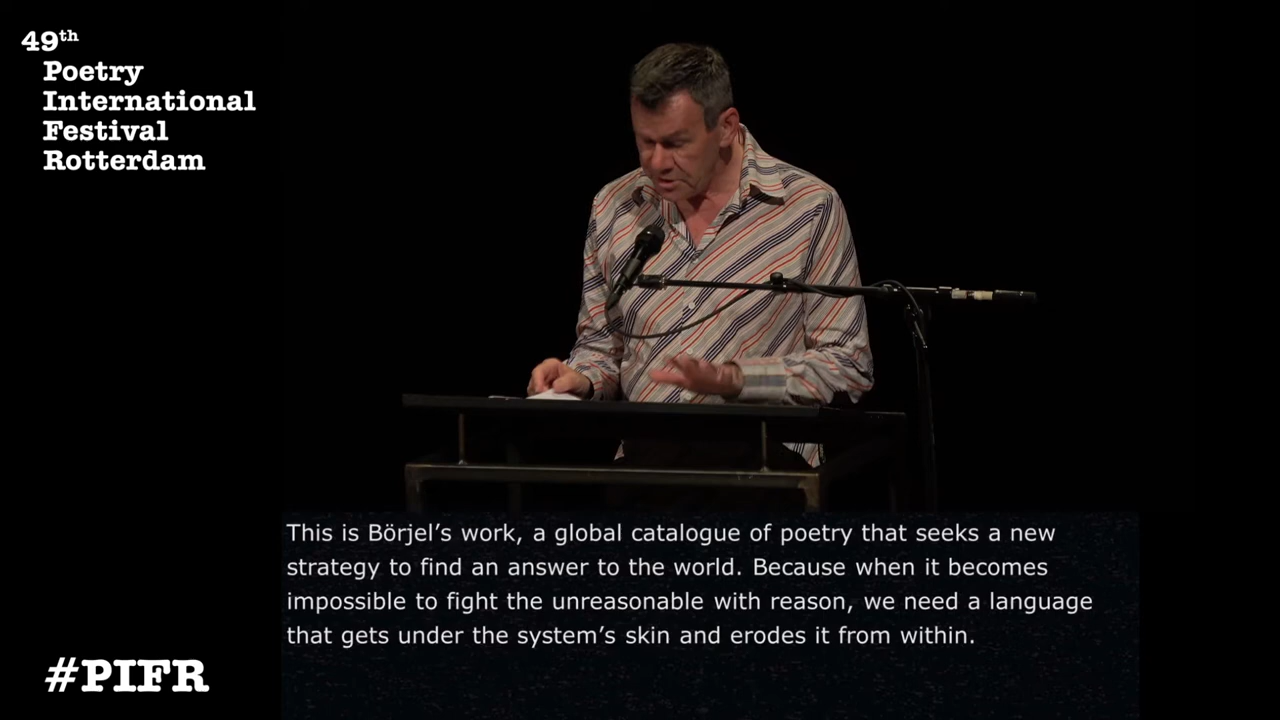 49th
Poetry
International
Festival
Rotterdam
This is Börjel’s work, a global catalogue of poetry that seeks a new
strategy to find an answer to the world. Because when it becomes
impossible to fight the unreasonable with reason, we need a language
that gets under the system’s skin and erodes it from within.
#PIFR